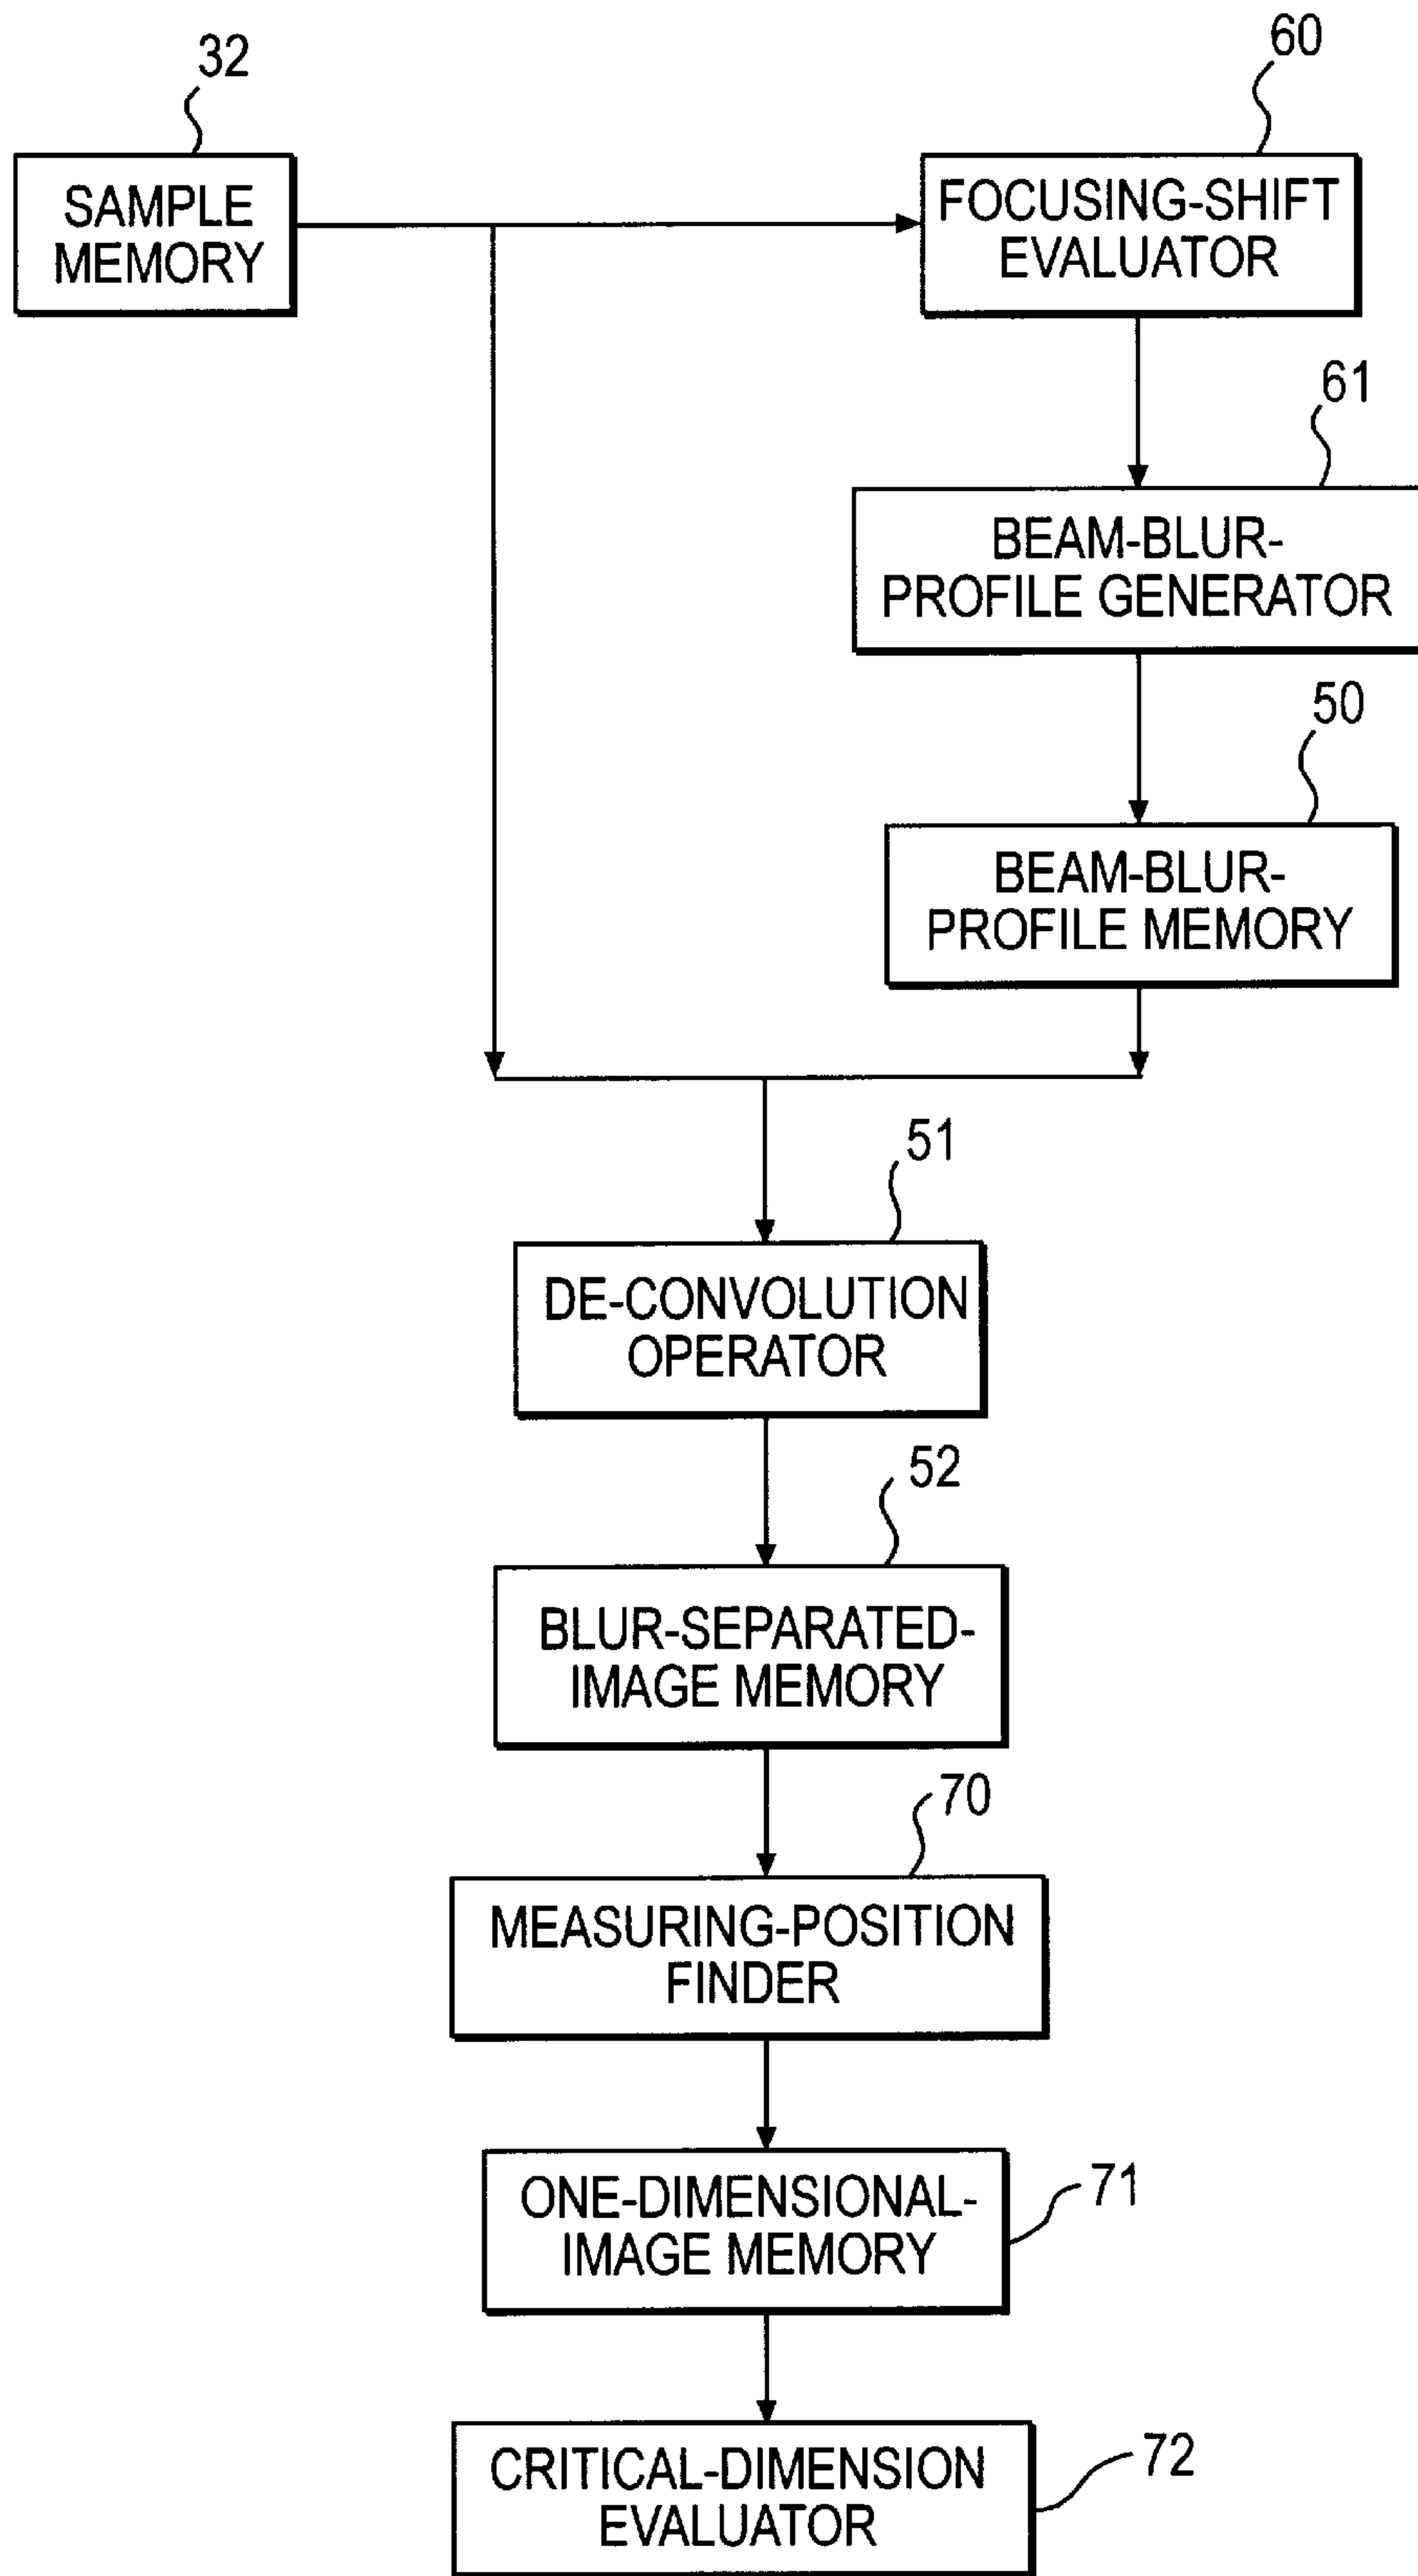 32
SAMPLE
MEMORY
60
FOCUSING-SHIFT
EVALUATOR
61
BEAM-BLUR-
PROFILE GENERATOR
50
BEAM-BLUR-
PROFILE MEMORY
51
DE-CONVOLUTION
OPERATOR
52
BLUR-SEPARATED-
IMAGE MEMORY
70
MEASURING-POSITION
FINDER
ONE-DIMENSIONAL-
IMAGE MEMORY
71
CRITICAL-DIMENSION
EVALUATOR
72